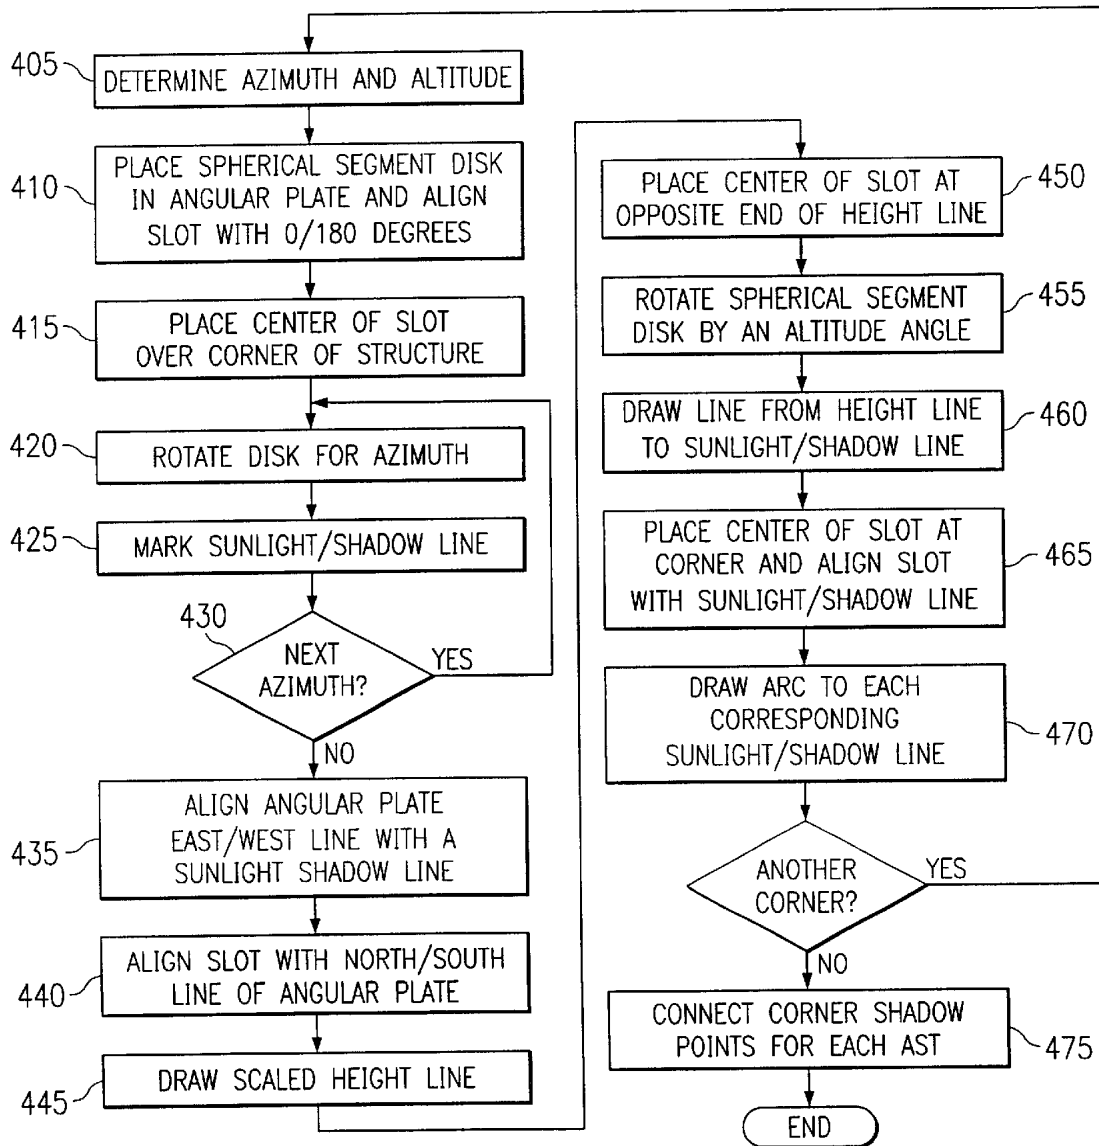 405
DETERMINE AZIMUTH AND ALTITUDE
410
PLACE SPHERICAL SEGMENT DISK
IN ANGULAR PLATE AND ALIGN
SLOT WITH 0/180 DEGREES
415
PLACE CENTER OF SLOT
OVER CORNER OF STRUCTURE
420
ROTATE DISK FOR AZIMUTH
425
MARK SUNLIGHT/SHADOW LINE
430
NEXT
AZIMUTH?
YES
NO
435
ALIGN ANGULAR PLATE
EAST/WEST LINE WITH A
SUNLIGHT SHADOW LINE
440
ALIGN SLOT WITH NORTH/SOUTH
LINE OF ANGULAR PLATE
445
DRAW SCALED HEIGHT LINE
PLACE CENTER OF SLOT AT
OPPOSITE END OF HEIGHT LINE
450
ROTATE SPHERICAL SEGMENT
DISK BY AN ALTITUDE ANGLE
455
DRAW LINE FROM HEIGHT LINE
TO SUNLIGHT/SHADOW LINE
460
PLACE CENTER OF SLOT AT
CORNER AND ALIGN SLOT
WITH SUNLIGHT/SHADOW LINE
465
DRAW ARC TO EACH
CORRESPONDING
SUNLIGHT/SHADOW LINE
470
ANOTHER
CORNER?
YES
NO
CONNECT CORNER SHADOW
POINTS FOR EACH AST
475
END